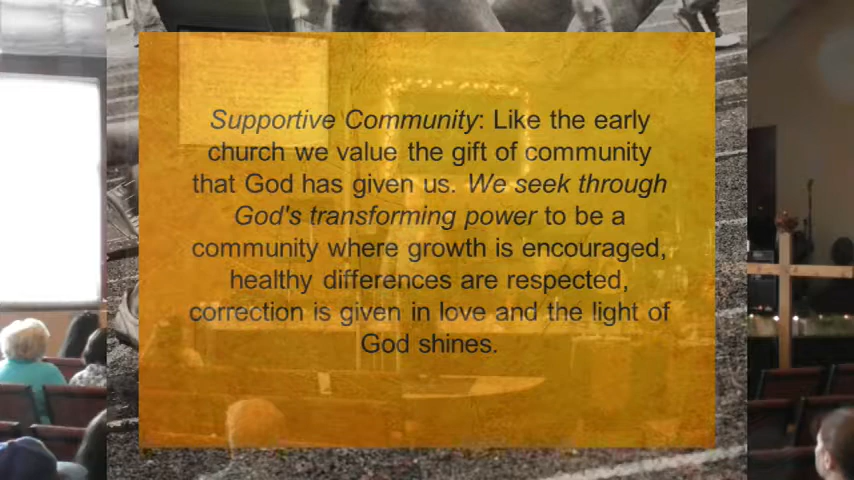 Supportive Community: Like the early
church we value the gift of community
that God has given us. We seek through
God's transforming power to be a
community where growth is encouraged,
healthy differences are respected,
correction is given in love and the light of
God shines.